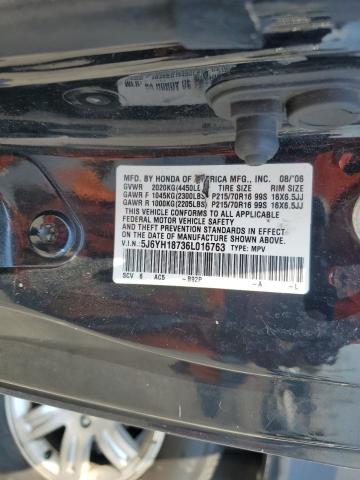 MFD. BY HONDA OF AMERICA MFG., INC. 08/'06
GVWR 2020KG(4450LB TIRE SIZE RIM SIZE
GAWR F 1045KG(2300LBS) P215/70R16 99S 16X6.5JJ
GAWR R 1000KG(2205LBS) P215/70R16 99S 16X6.5JJ
THIS VEHICLE CONFORMS TO ALL APPLICABLE
FEDERAL MOTOR VEHICLE SAFETY
AND THEFT PREVENTION STANDARDS IN EFFECT
ON THE DATE OF MANUFACTURE SHOWN ABOVE.
V.I.N: 5J6YH18736L015763 TYPE: MPV
SCV 6 AC5 - B92P -A -L